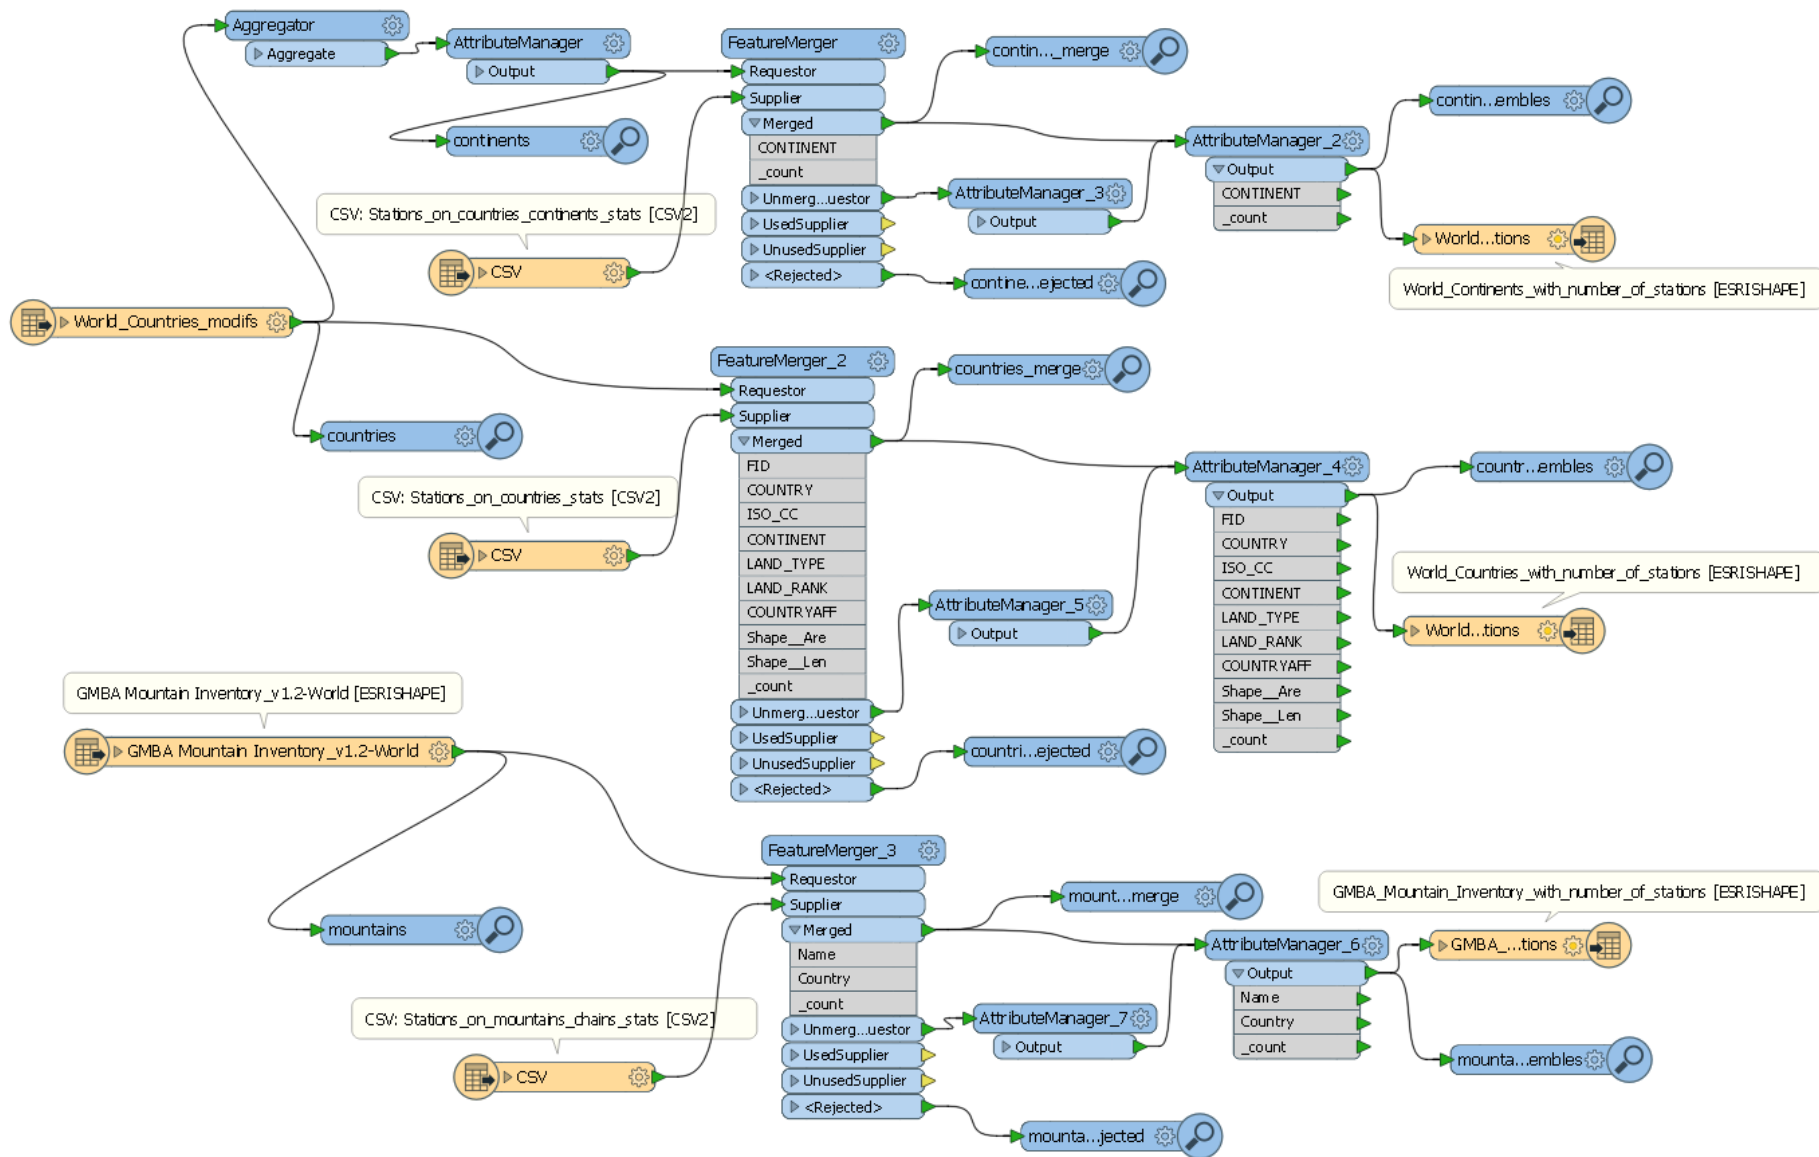 Aggregator
Aggregate
AttributeManager
Output
continents
FeatureMerger
Requestor
Supplier
Merged
CONTINENT
_count
Unmerg...uestor
UsedSupplier
UnusedSupplier
<Rejected>
contin..._merge
AttributeManager_3
Output
contine...ejected
AttributeManager_2
Output
CONTINENT
_count
contin...embles
World...tions
World_Continents_with_number_of_stations [ESRISHAPE]
CSV: Stations_on_countries_continents_stats [CSV2]
CSV
World_Countries_modifs
countries
CSV: Stations_on_countries_stats [CSV2]
CSV
FeatureMerger_2
Requestor
Supplier
Merged
FID
COUNTRY
ISO_CC
CONTINENT
LAND_TYPE
LAND_RANK
COUNTRYAFF
Shape__Are
Shape__Len
_count
Unmerg...uestor
UsedSupplier
UnusedSupplier
<Rejected>
countries_merge
AttributeManager_5
Output
countri...ejected
AttributeManager_4
Output
FID
COUNTRY
ISO_CC
CONTINENT
LAND_TYPE
LAND_RANK
COUNTRYAFF
Shape__Are
Shape__Len
_count
countr...embles
World_Countries_with_number_of_stations [ESRISHAPE]
World...tions
GMBA Mountain Inventory_v1.2-World [ESRISHAPE]
GMBA Mountain Inventory_v1.2-World
mountains
CSV: Stations_on_mountains_chains_stats [CSV2]
CSV
FeatureMerger_3
Requestor
Supplier
Merged
Name
Country
_count
Unmerg...uestor
UsedSupplier
UnusedSupplier
<Rejected>
mount...merge
AttributeManager_7
Output
mounta...jected
AttributeManager_6
Output
Name
Country
_count
GMBA_Mountain_Inventory_with_number_of_stations [ESRISHAPE]
GMBA_...tions
mounta...embles